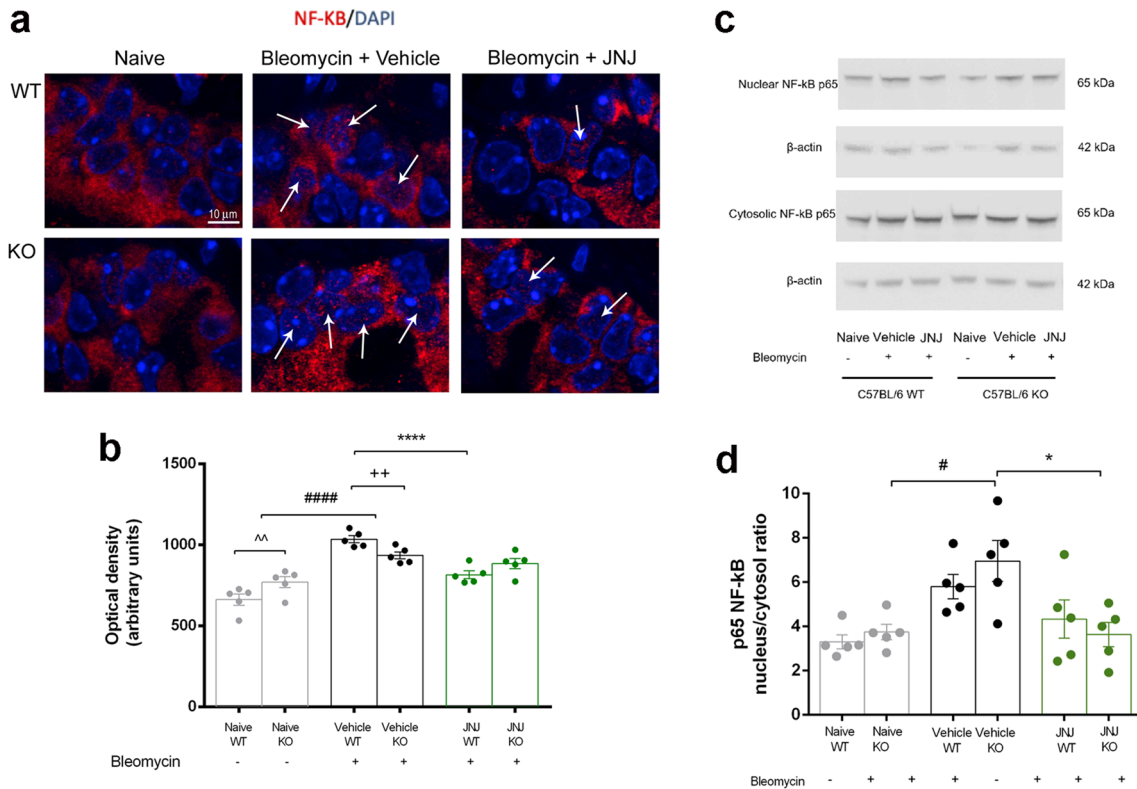 a
NF-KB/DAPI
Naive
Bleomycin + Vehicle
Bleomycin + JNJ
WT
10 μm
KO
b
Optical density
(arbitrary units)
1500
1000
500
0
^^
####
++
****
Naive WT
Naive KO
Vehicle WT
Vehicle KO
JNJ WT
JNJ KO
Bleomycin - - + + + +
c
Nuclear NF-kB p65 65 kDa
β-actin 42 kDa
Cytosolic NF-kB p65 65 kDa
β-actin 42 kDa
Naive Vehicle JNJ Naive Vehicle JNJ
Bleomycin - + + - + +
C57BL/6 WT C57BL/6 KO
d
p65 NF-kB
nucleus/cytosol ratio
10
8
6
4
2
0
#
*
Naive WT
Naive KO
Vehicle WT
Vehicle KO
JNJ WT
JNJ KO
Bleomycin - + + + - + + +